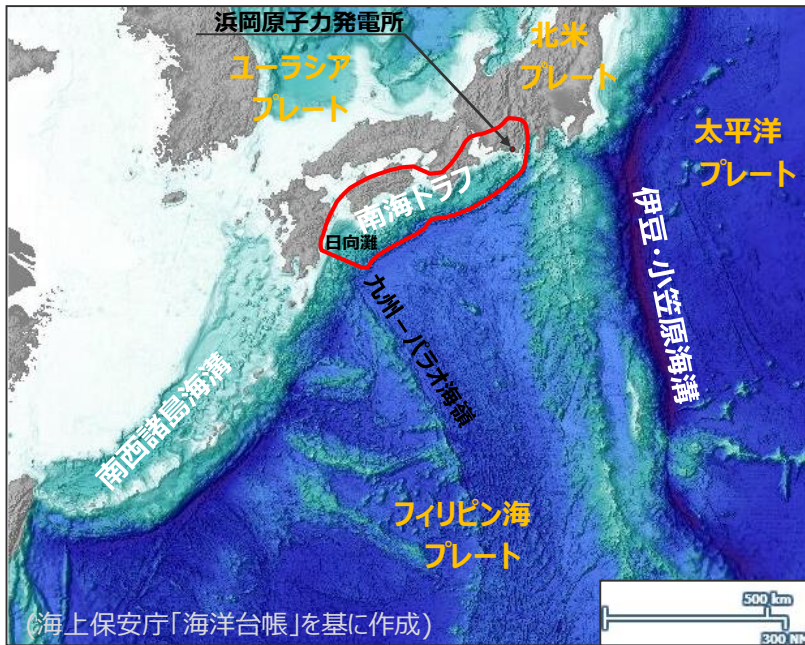 浜岡原子力発電所
北米
プレート
ユーラシア
プレート
太平洋
プレート
南海トラフ
日向灘
伊豆・小笠原海溝
九州－パラオ海嶺
南西諸島海溝
フィリピン海
プレート
(海上保安庁「海洋台帳」を基に作成)
500 km
300 NM